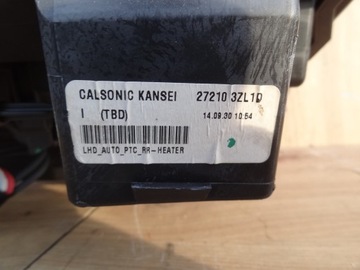 CALSONIC KANSEI 27210 3ZL1D
I (TBD) 14.09.30 10:54
LHD_AUTO_PTC_RR-HEATER